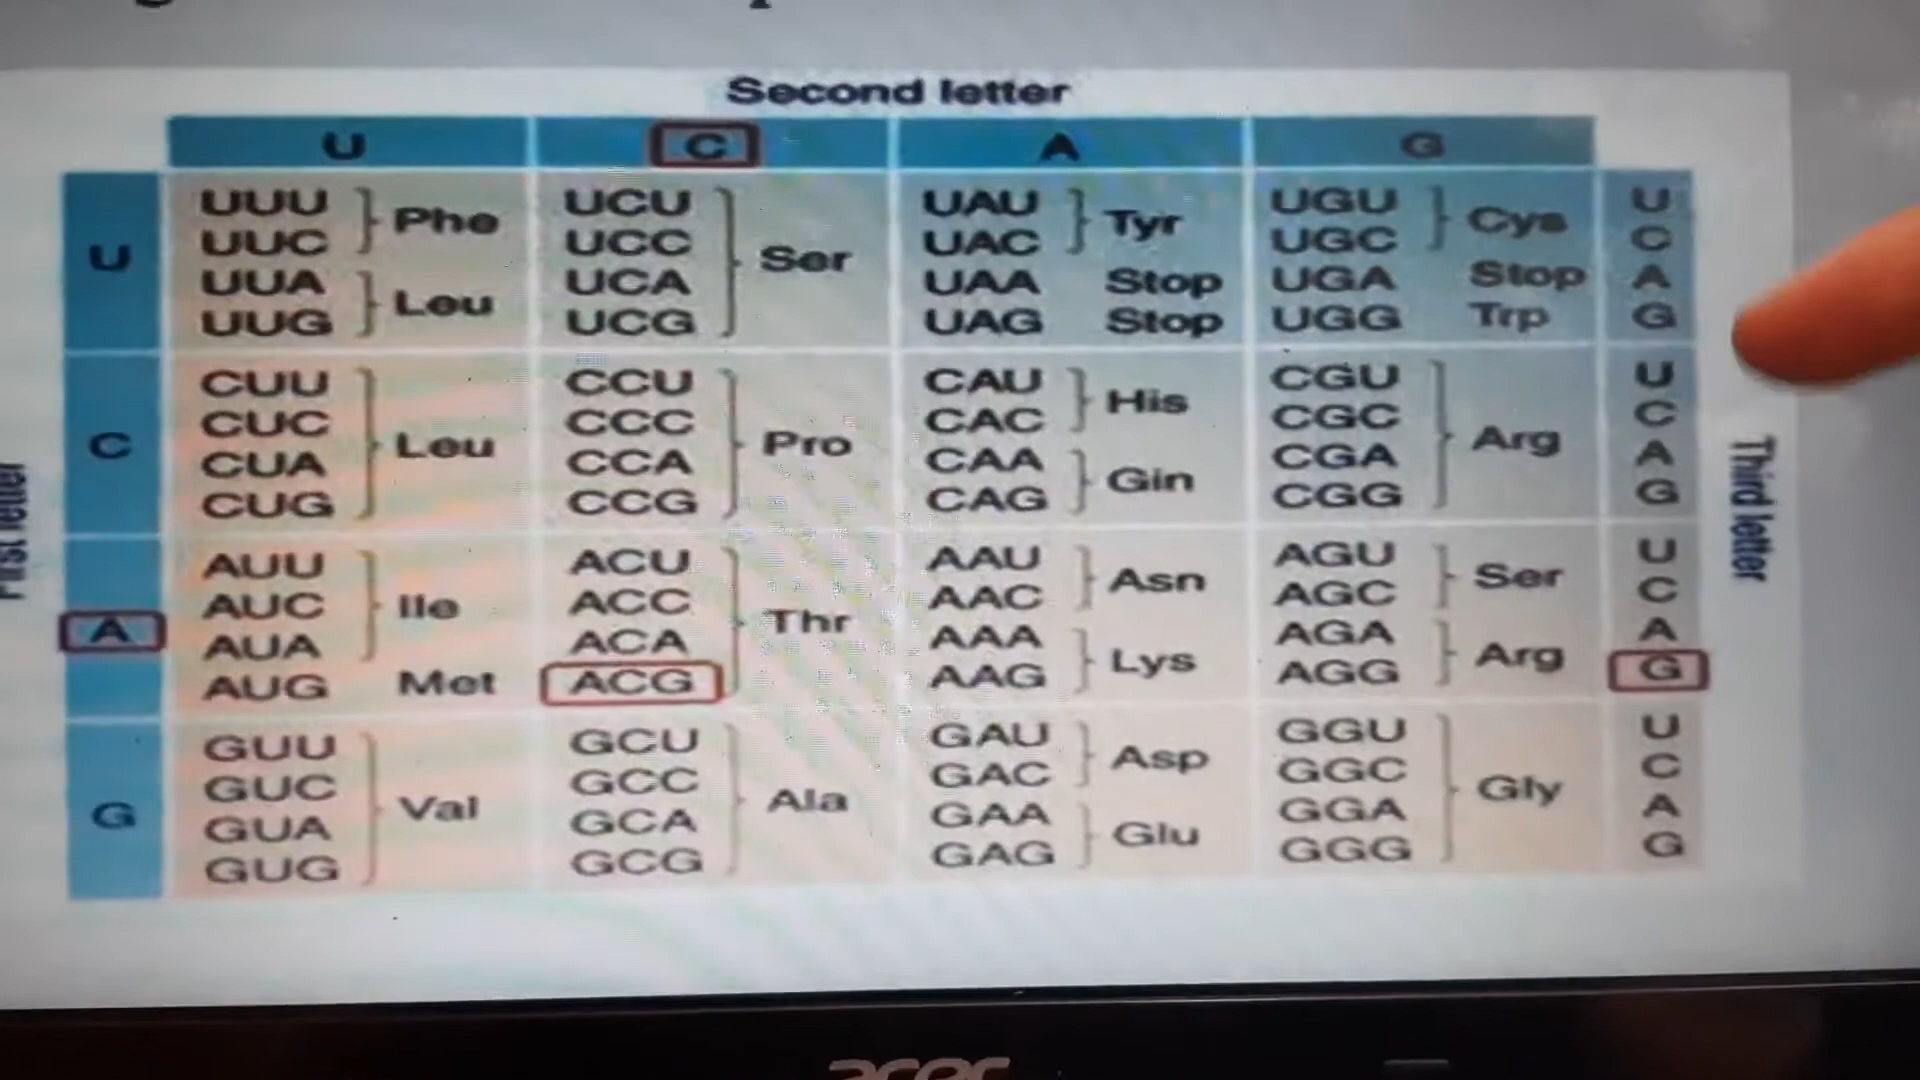 Second letter
U C A G
U
UUU
UUC
Phe
UUA
UUG
Leu
UCU
UCC
UCA
UCG
Ser
UAU
UAC
Tyr
UAA Stop
UAG Stop
UGU
UGC
Cys
UGA Stop
UGG Trp
U
C
A
G
C
CUU
CUC
CUA
CUG
Leu
CCU
CCC
CCA
CCG
Pro
CAU
CAC
His
CAA
CAG
Gin
CGU
CGC
CGA
CGG
Arg
U
C
A
G
A
AUU
AUC
AUA
Ile
AUG Met
ACU
ACC
ACA
ACG
Thr
AAU
AAC
Asn
AAA
AAG
Lys
AGU
AGC
Ser
AGA
AGG
Arg
U
C
A
G
G
GUU
GUC
GUA
GUG
Val
GCU
GCC
GCA
GCG
Ala
GAU
GAC
Asp
GAA
GAG
Glu
GGU
GGC
GGA
GGG
Gly
U
C
A
G
First letter
Third letter
acer